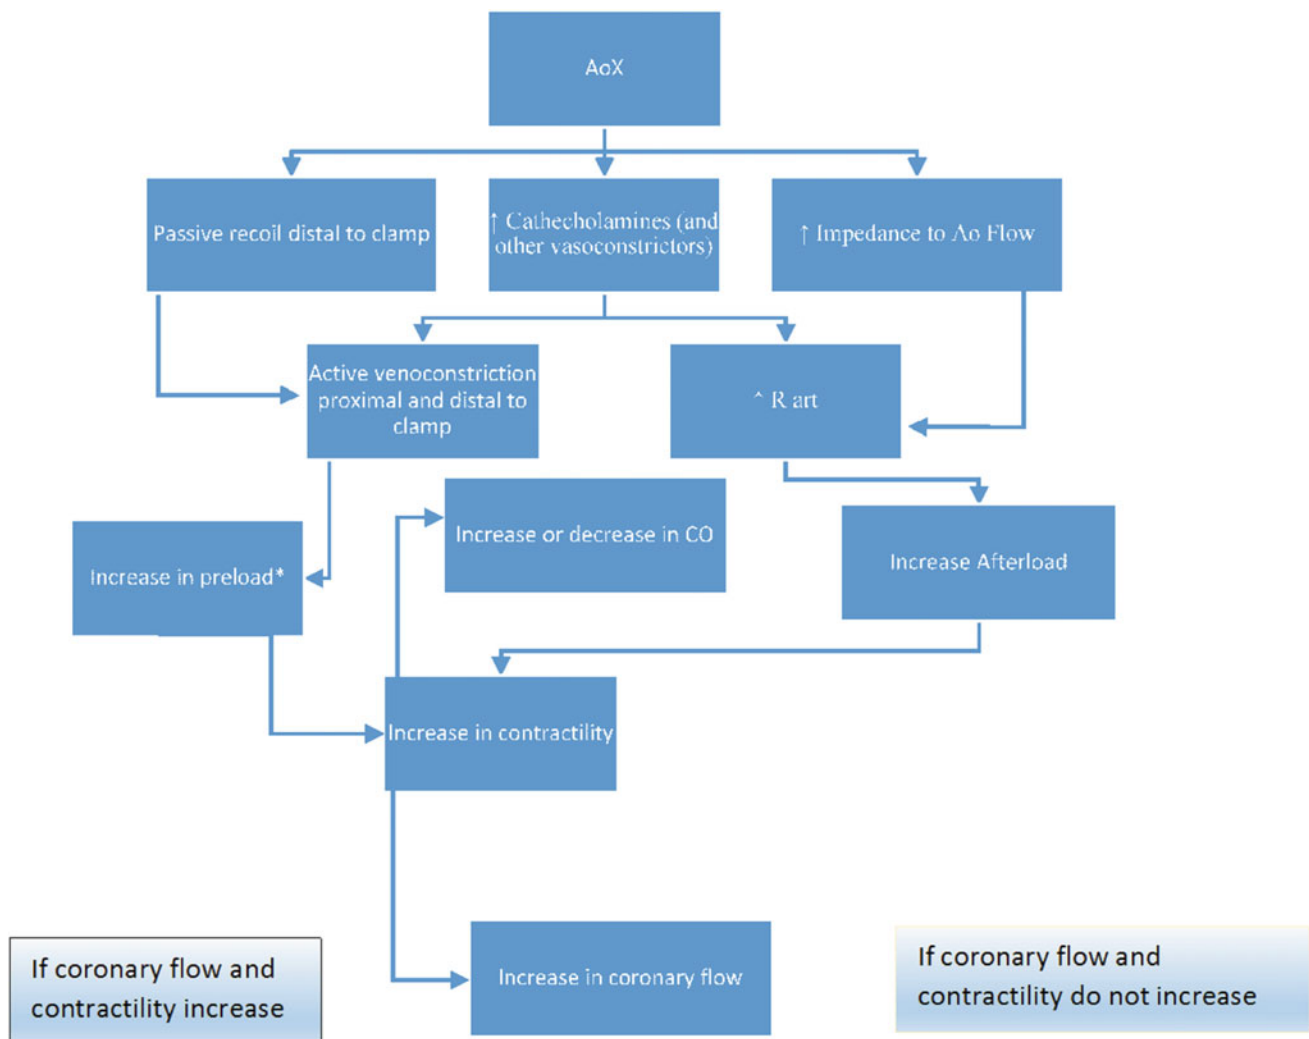 AoX
Passive recoil distal to clamp
↑ Cathecholamines (and
other vasoconstrictors)
↑ Impedance to Ao Flow
Active venoconstriction
proximal and distal to
clamp
↑ R art
Increase or decrease in CO
Increase in preload*
Increase Afterload
Increase in contractility
Increase in coronary flow
If coronary flow and
contractility increase
If coronary flow and
contractility do not increase